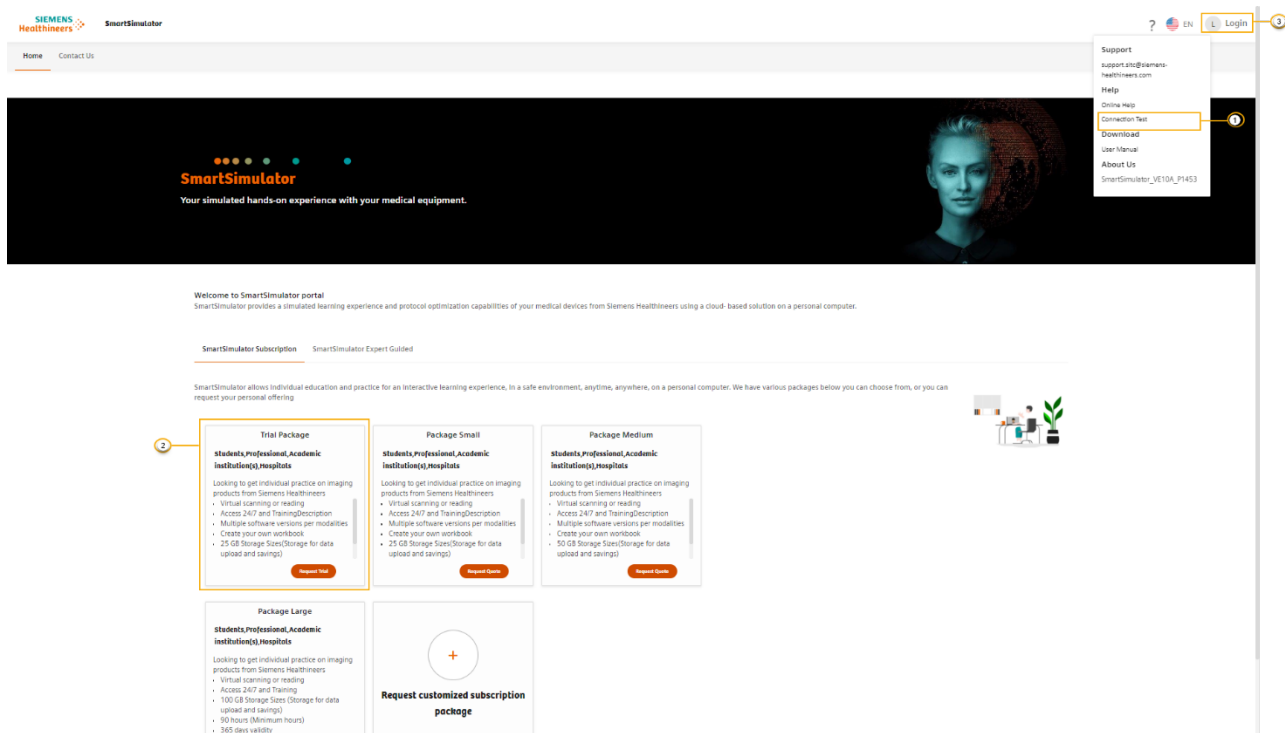 SIEMENS
Healthineers
SmartSimulator
?
EN
L
Login
3
Home
Contact Us
Support
support.sitc@siemens-
healthineers.com
Help
Online Help
Connection Test
1
Download
User Manual
About Us
SmartSimulator_VE10A_P1453
SmartSimulator
Your simulated hands-on experience with your medical equipment.
Welcome to SmartSimulator portal
SmartSimulator provides a simulated learning experience and protocol optimization capabilities of your medical devices from Siemens Healthineers using a cloud- based solution on a personal computer.
SmartSimulator Subscription
SmartSimulator Expert Guided
SmartSimulator allows individual education and practice for an interactive learning experience, in a safe environment, anytime, anywhere, on a personal computer. We have various packages below you can choose from, or you can
request your personal offering
2
Trial Package
Students,Professional,Academic
institution(s),Hospitals
Looking to get individual practice on imaging
products from Siemens Healthineers
Virtual scanning or reading
Access 24/7 and TrainingDescription
Multiple software versions per modalities
Create your own workbook
25 GB Storage Sizes(Storage for data
upload and savings)
Request Trial
Package Small
Students,Professional,Academic
institution(s),Hospitals
Looking to get individual practice on imaging
products from Siemens Healthineers
Virtual scanning or reading
Access 24/7 and TrainingDescription
Multiple software versions per modalities
Create your own workbook
25 GB Storage Sizes(Storage for data
upload and savings)
Request Quote
Package Medium
Students,Professional,Academic
institution(s),Hospitals
Looking to get individual practice on imaging
products from Siemens Healthineers
Virtual scanning or reading
Access 24/7 and TrainingDescription
Multiple software versions per modalities
Create your own workbook
50 GB Storage Sizes(Storage for data
upload and savings)
Request Quote
Package Large
Students,Professional,Academic
institution(s),Hospitals
Looking to get individual practice on imaging
products from Siemens Healthineers
Virtual scanning or reading
Access 24/7 and Training
100 GB Storage Sizes (Storage for data
upload and savings)
90 hours (Minimum hours)
365 days validity
+
Request customized subscription
package